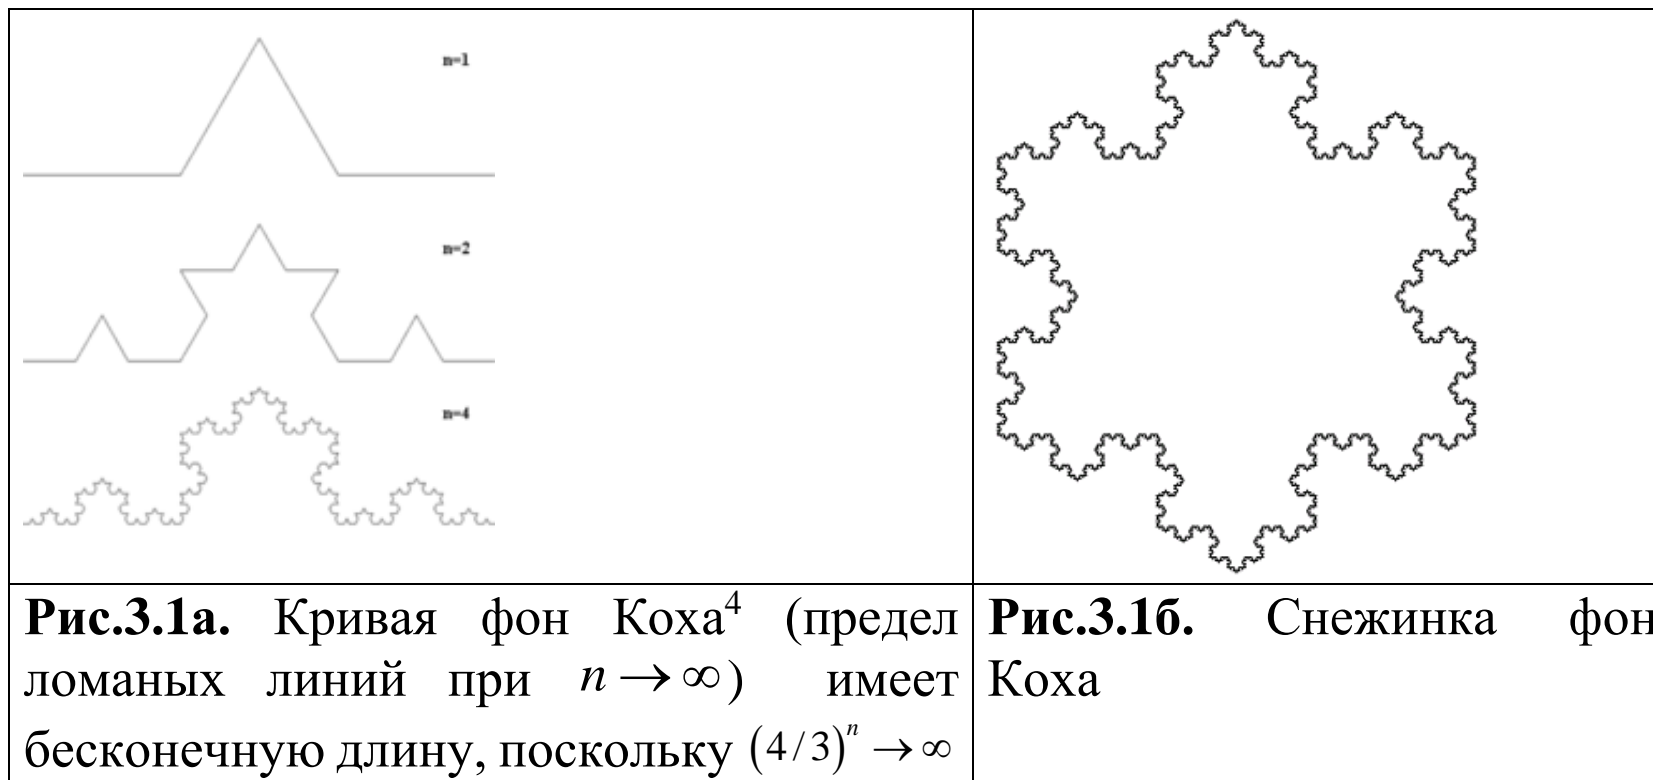 n=1
n=2
n=4
Рис.3.1а. Кривая фон Коха⁴ (предел
ломаных линий при n → ∞) имеет
бесконечную длину, поскольку (4/3)ⁿ → ∞
Рис.3.1б. Снежинка фон
Коха